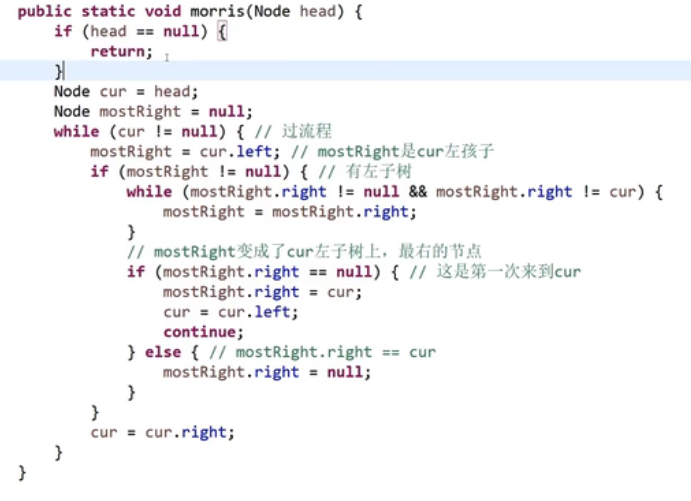 public static void morris(Node head) {
    if (head == null) {
        return;
    }
    Node cur = head;
    Node mostRight = null;
    while (cur != null) { // 过流程
        mostRight = cur.left; // mostRight是cur左孩子
        if (mostRight != null) { // 有左子树
            while (mostRight.right != null && mostRight.right != cur) {
                mostRight = mostRight.right;
            }
            // mostRight变成了cur左子树上，最右的节点
            if (mostRight.right == null) { // 这是第一次来到cur
                mostRight.right = cur;
                cur = cur.left;
                continue;
            } else { // mostRight.right == cur
                mostRight.right = null;
            }
        }
        cur = cur.right;
    }
}